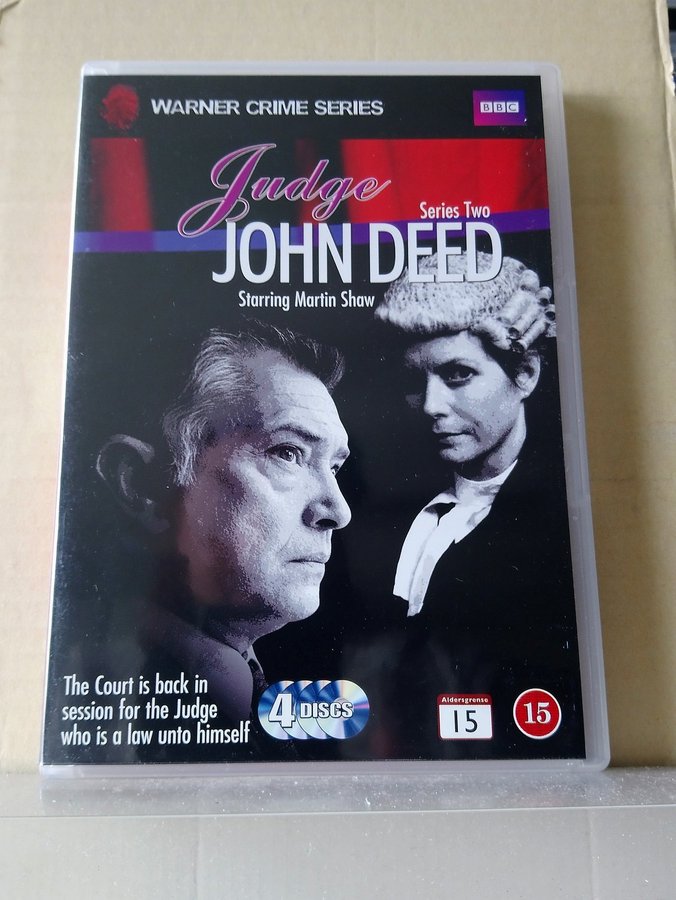 WARNER CRIME SERIES
BBC
Judge
Series Two
JOHN DEED
Starring Martin Shaw
The Court is back in
session for the Judge
who is a law unto himself
4 DISCS
Aldersgrense
15
15